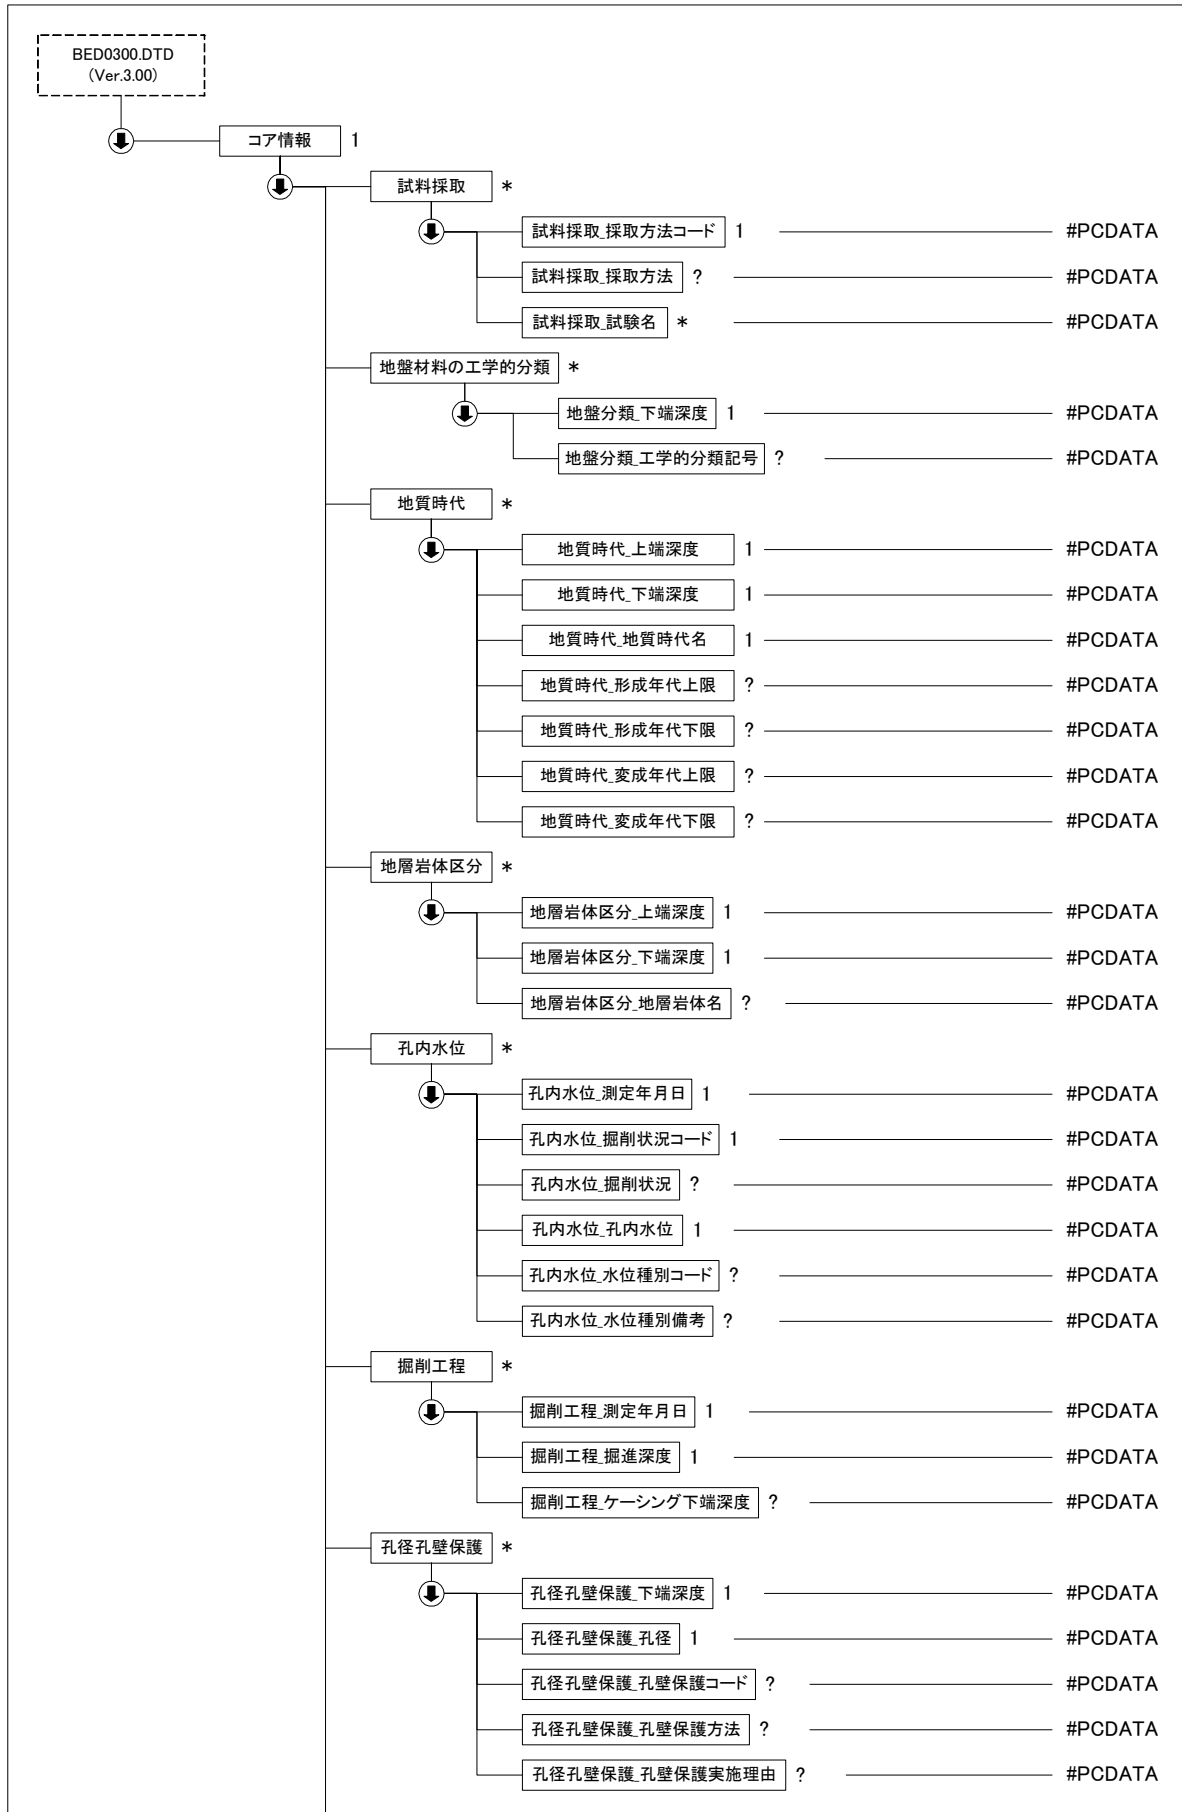 BED0300.DTD
(Ver.3.00)
コア情報 1
試料採取 *
試料採取_採取方法コード 1 #PCDATA
試料採取_採取方法 ? #PCDATA
試料採取_試験名 * #PCDATA
地盤材料の工学的分類 *
地盤分類_下端深度 1 #PCDATA
地盤分類_工学的分類記号 ? #PCDATA
地質時代 *
地質時代_上端深度 1 #PCDATA
地質時代_下端深度 1 #PCDATA
地質時代_地質時代名 1 #PCDATA
地質時代_形成年代上限 ? #PCDATA
地質時代_形成年代下限 ? #PCDATA
地質時代_変成年代上限 ? #PCDATA
地質時代_変成年代下限 ? #PCDATA
地層岩体区分 *
地層岩体区分_上端深度 1 #PCDATA
地層岩体区分_下端深度 1 #PCDATA
地層岩体区分_地層岩体名 ? #PCDATA
孔内水位 *
孔内水位_測定年月日 1 #PCDATA
孔内水位_掘削状況コード 1 #PCDATA
孔内水位_掘削状況 ? #PCDATA
孔内水位_孔内水位 1 #PCDATA
孔内水位_水位種別コード ? #PCDATA
孔内水位_水位種別備考 ? #PCDATA
掘削工程 *
掘削工程_測定年月日 1 #PCDATA
掘削工程_掘進深度 1 #PCDATA
掘削工程_ケーシング下端深度 ? #PCDATA
孔径孔壁保護 *
孔径孔壁保護_下端深度 1 #PCDATA
孔径孔壁保護_孔径 1 #PCDATA
孔径孔壁保護_孔壁保護コード ? #PCDATA
孔径孔壁保護_孔壁保護方法 ? #PCDATA
孔径孔壁保護_孔壁保護実施理由 ? #PCDATA